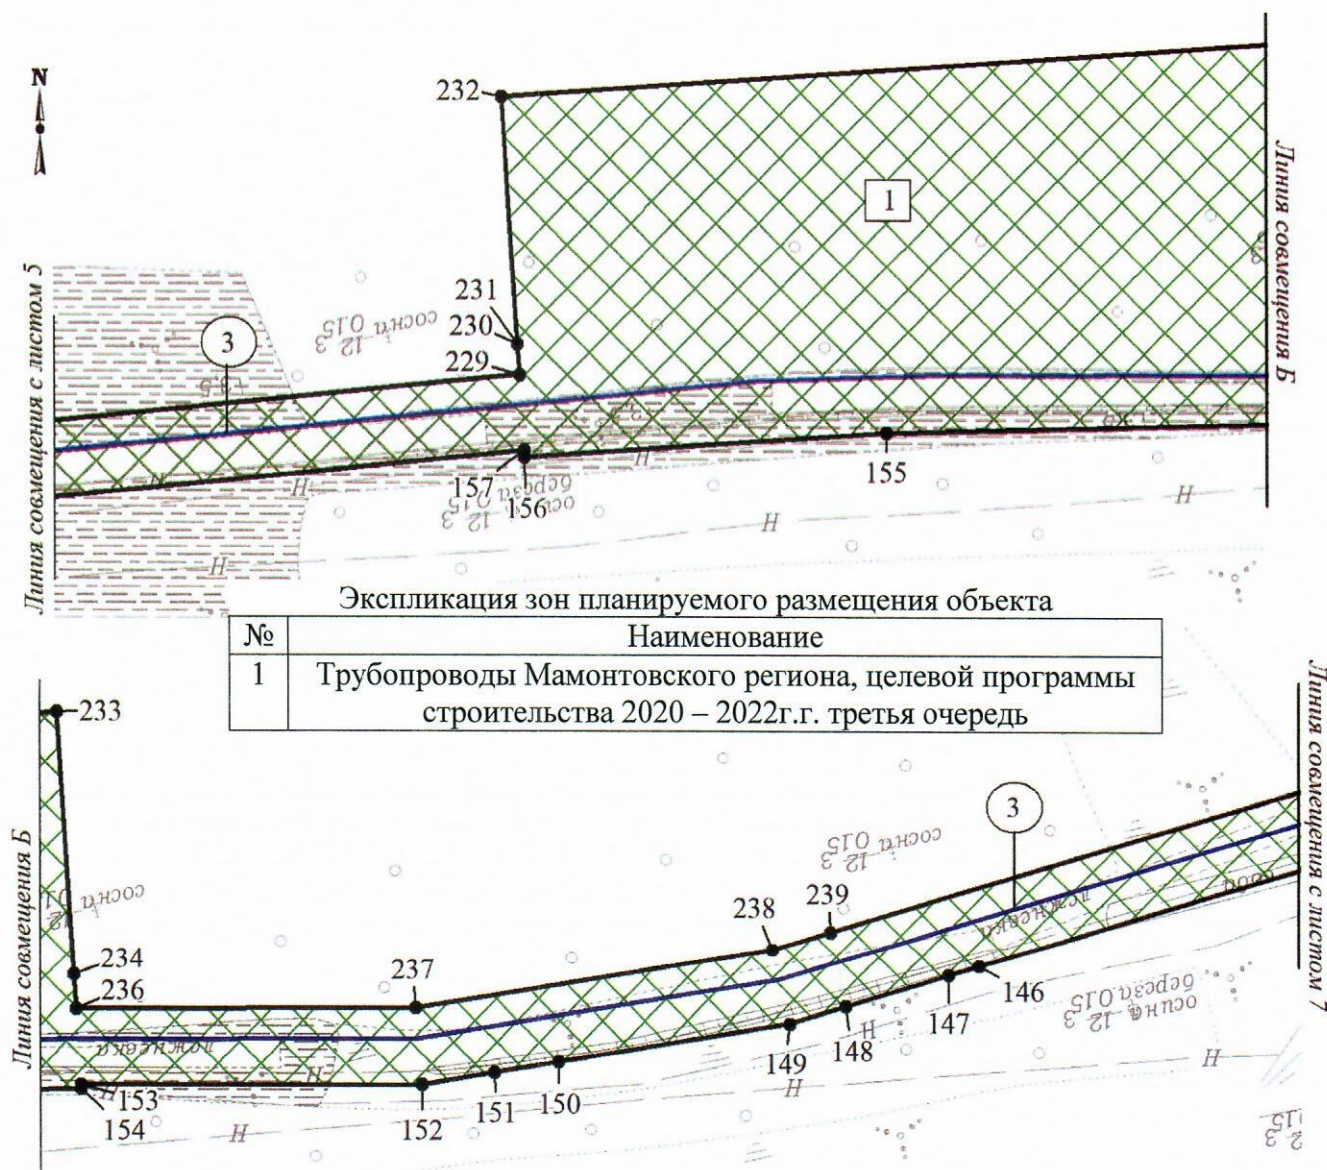 N
232
1
Линия совмещения с листом 5
Линия совмещения Б
231
230
229
3
сосна 12/3 0.15
157
156
155
береза
осина 12/3 0.15
Н
Н
Н
Н
Н
Экспликация зон планируемого размещения объекта
№ Наименование
1 Трубопроводы Мамонтовского региона, целевой программы
строительства 2020 – 2022г.г. третья очередь
233
Линия совмещения Б
Линия совмещения с листом 7
3
сосна 12/3 0.15
сосна
234
236
237
238
239
лежневка
лежневка
146
147
148
149
150
151
152
153
154
береза
осина 12/3 0.15
Н
Н
Н
Н
Н
Н